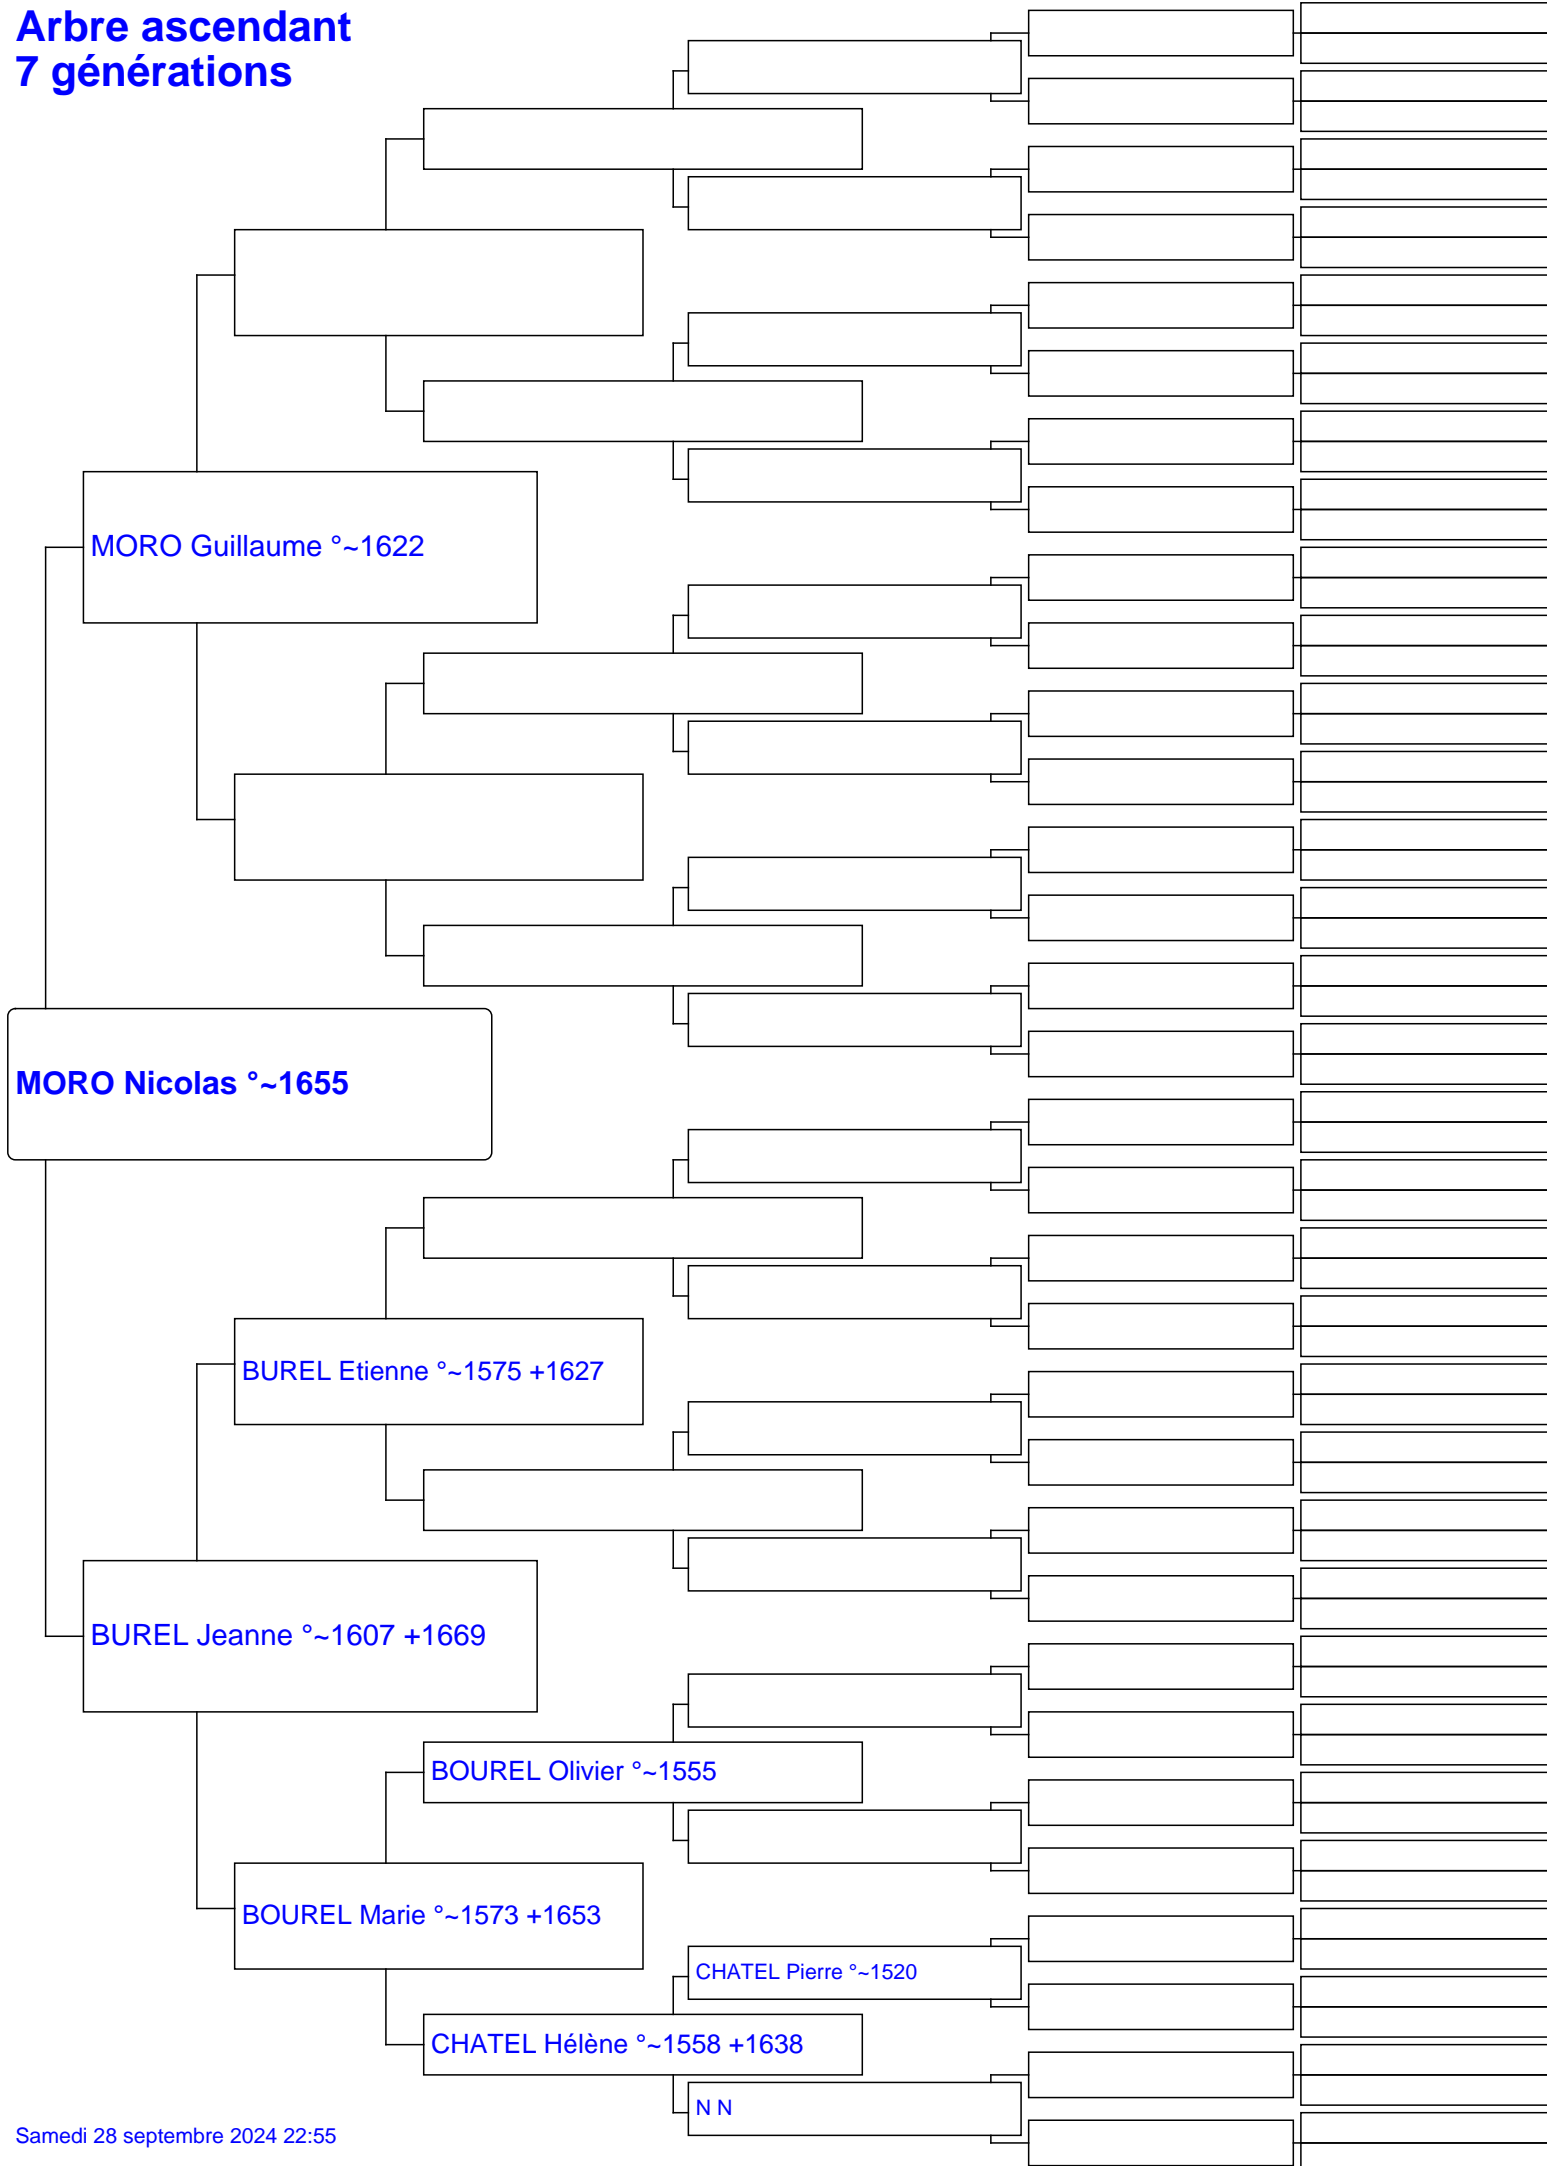 Arbre ascendant
7 générations
MORO Guillaume °~1622
MORO Nicolas °~1655
BUREL Etienne °~1575 +1627
BUREL Jeanne °~1607 +1669
BOUREL Olivier °~1555
BOUREL Marie °~1573 +1653
CHATEL Pierre °~1520
CHATEL Hélène °~1558 +1638
N N
Samedi 28 septembre 2024 22:55